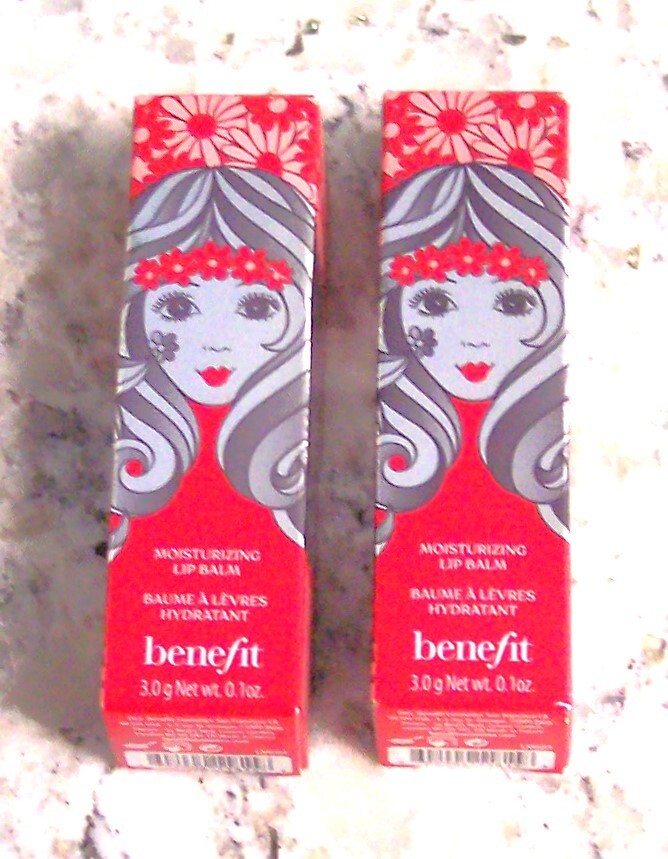 MOISTURIZING
LIP BALM
BAUME À LÈVRES
HYDRATANT
benefit
3.0 g Net wt. 0.1oz.
MOISTURIZING
LIP BALM
BAUME À LÈVRES
HYDRATANT
benefit
3.0 g Net wt. 0.1oz.